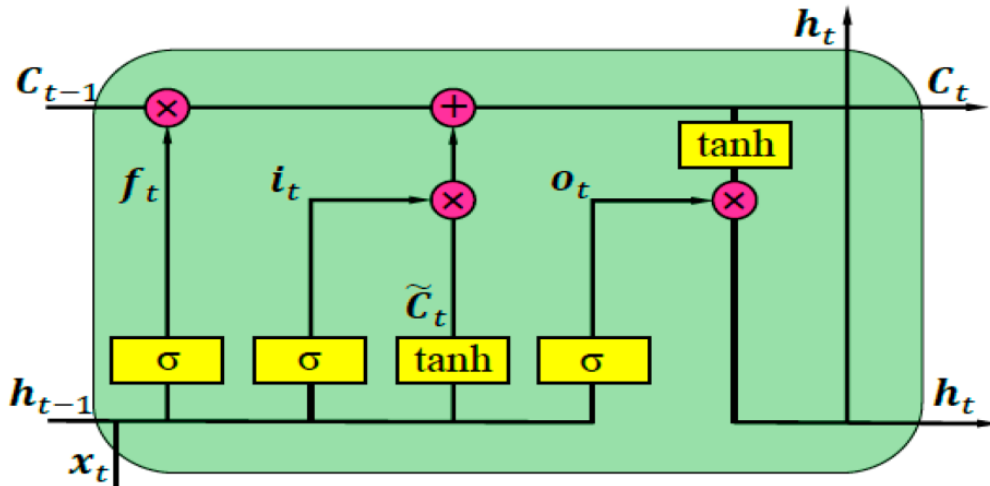 h_t
C_{t-1}
C_t
×
+
tanh
f_t
i_t
×
o_t
×
C̃_t
σ
σ
tanh
σ
h_{t-1}
h_t
x_t